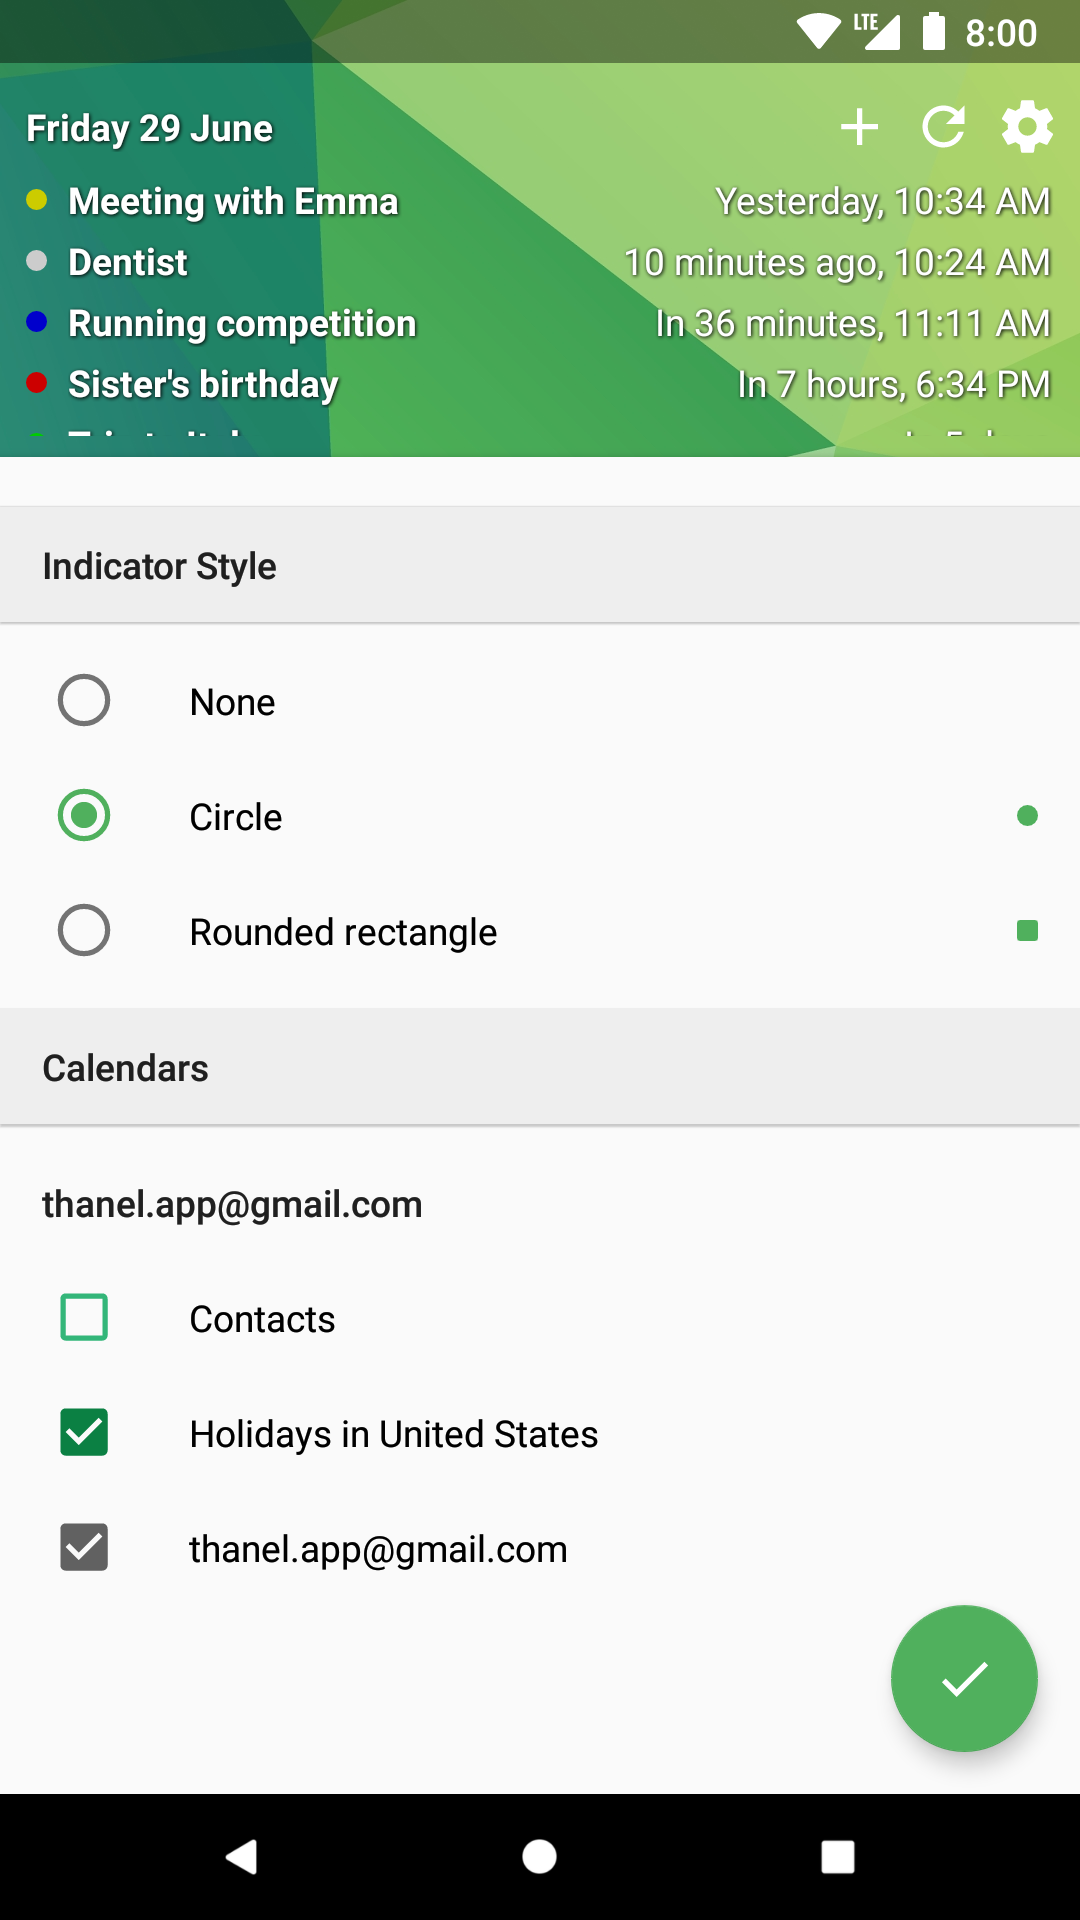 LTE 8:00
Friday 29 June
Meeting with Emma Yesterday, 10:34 AM
Dentist 10 minutes ago, 10:24 AM
Running competition In 36 minutes, 11:11 AM
Sister's birthday In 7 hours, 6:34 PM
Indicator Style
None
Circle
Rounded rectangle
Calendars
thanel.app@gmail.com
Contacts
Holidays in United States
thanel.app@gmail.com